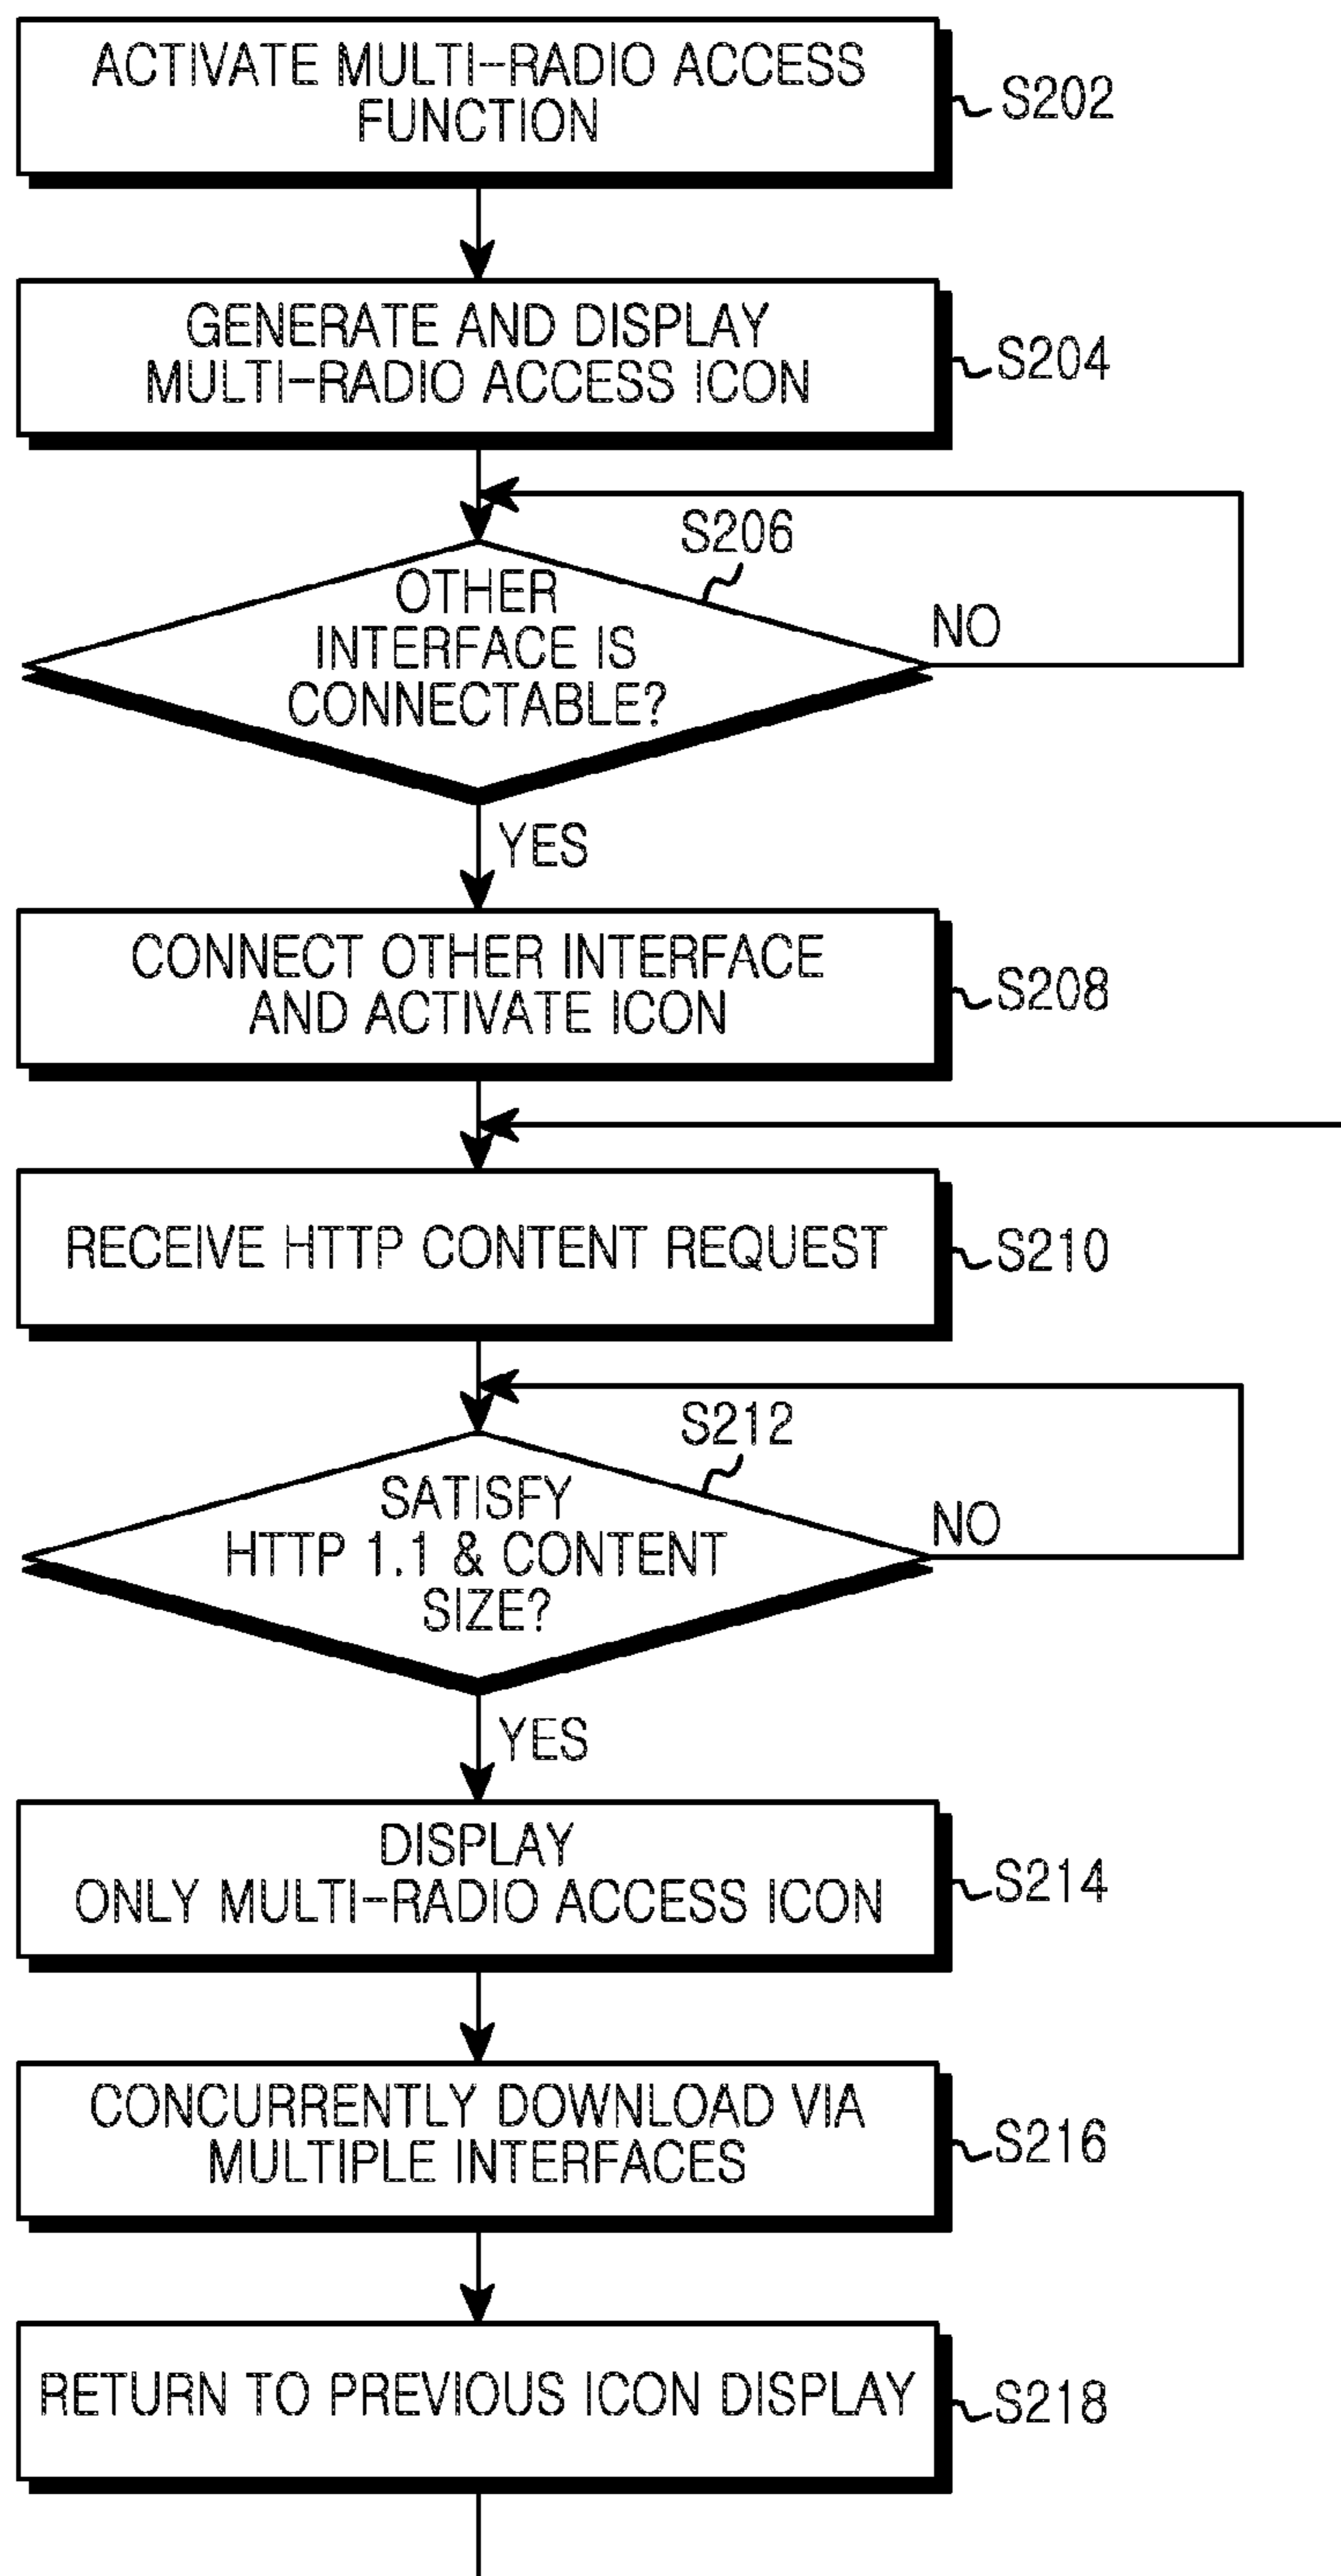 ACTIVATE MULTI-RADIO ACCESS
FUNCTION
S202
GENERATE AND DISPLAY
MULTI-RADIO ACCESS ICON
S204
S206
OTHER
INTERFACE IS
CONNECTABLE?
NO
YES
CONNECT OTHER INTERFACE
AND ACTIVATE ICON
S208
RECEIVE HTTP CONTENT REQUEST
S210
S212
SATISFY
HTTP 1.1 & CONTENT
SIZE?
NO
YES
DISPLAY
ONLY MULTI-RADIO ACCESS ICON
S214
CONCURRENTLY DOWNLOAD VIA
MULTIPLE INTERFACES
S216
RETURN TO PREVIOUS ICON DISPLAY
S218